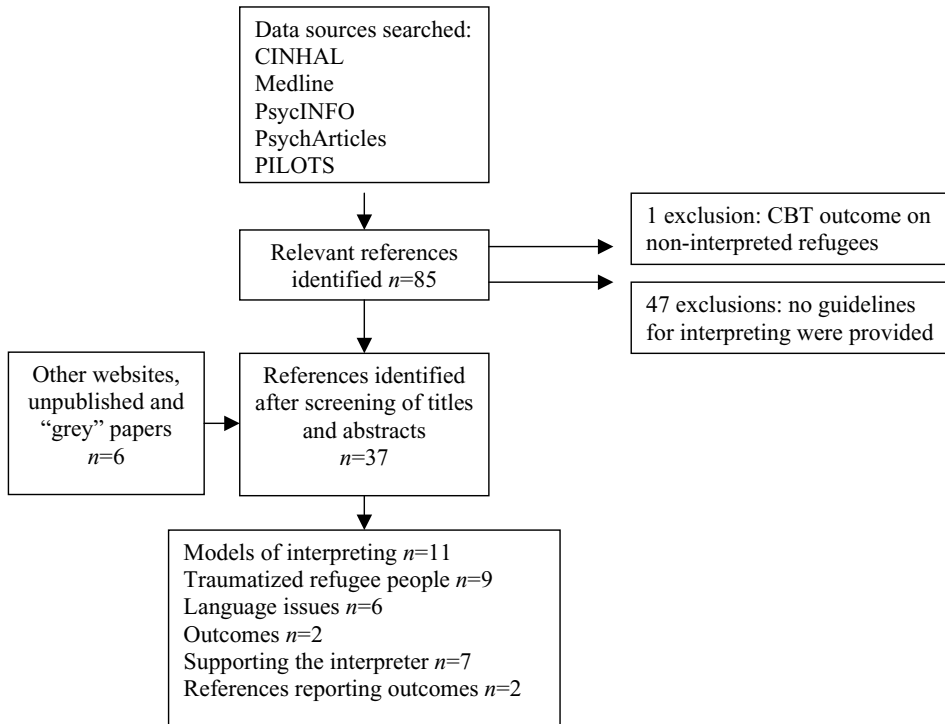 Data sources searched:
CINHAL
Medline
PsycINFO
PsychArticles
PILOTS
1 exclusion: CBT outcome on
non-interpreted refugees
Relevant references
identified n=85
47 exclusions: no guidelines
for interpreting were provided
Other websites,
unpublished and
“grey” papers
n=6
References identified
after screening of titles
and abstracts
n=37
Models of interpreting n=11
Traumatized refugee people n=9
Language issues n=6
Outcomes n=2
Supporting the interpreter n=7
References reporting outcomes n=2